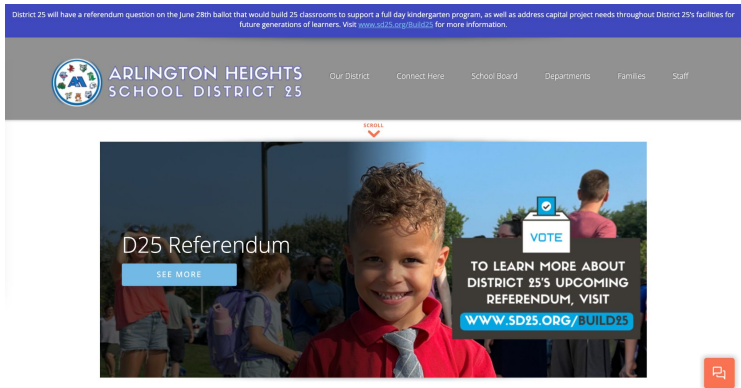 District 25 will have a referendum question on the June 28th ballot that would build 25 classrooms to support a full day kindergarten program, as well as address capital project needs throughout District 25's facilities for
future generations of learners. Visit www.sd25.org/Build25 for more information.
ARLINGTON HEIGHTS
SCHOOL DISTRICT 25
Our District
Connect Here
School Board
Departments
Families
Staff
SCROLL
D25 Referendum
SEE MORE
VOTE
TO LEARN MORE ABOUT
DISTRICT 25'S UPCOMING
REFERENDUM, VISIT
WWW.SD25.ORG/BUILD25